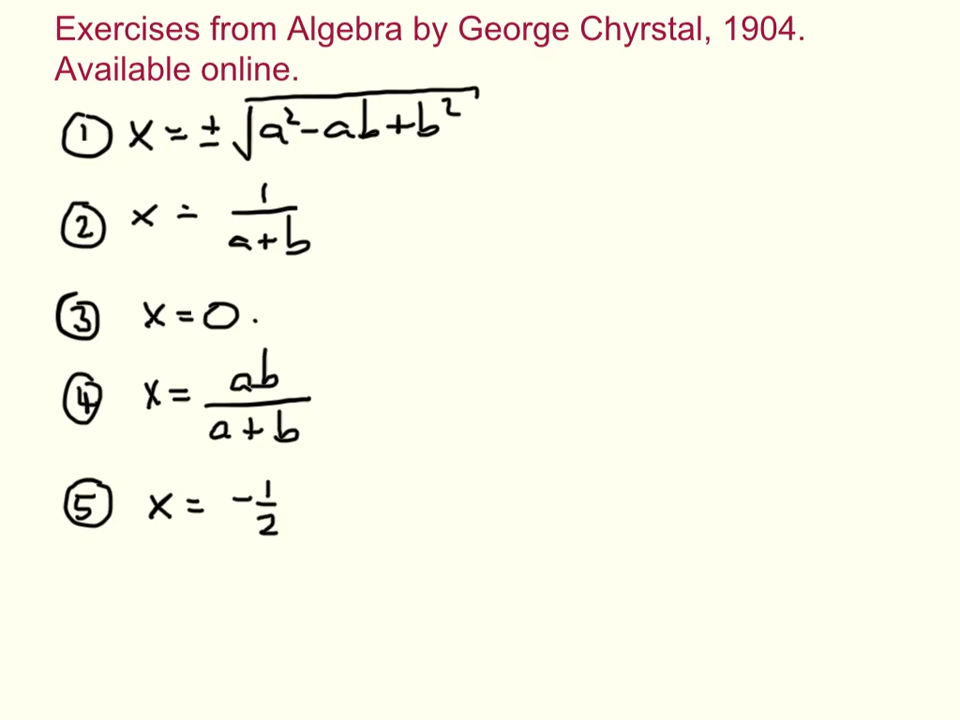 Exercises from Algebra by George Chyrstal, 1904.
Available online.
① x = ± √(a² - ab + b²)
② x = 1/(a+b)
③ x = 0.
④ x = ab/(a+b)
⑤ x = -1/2